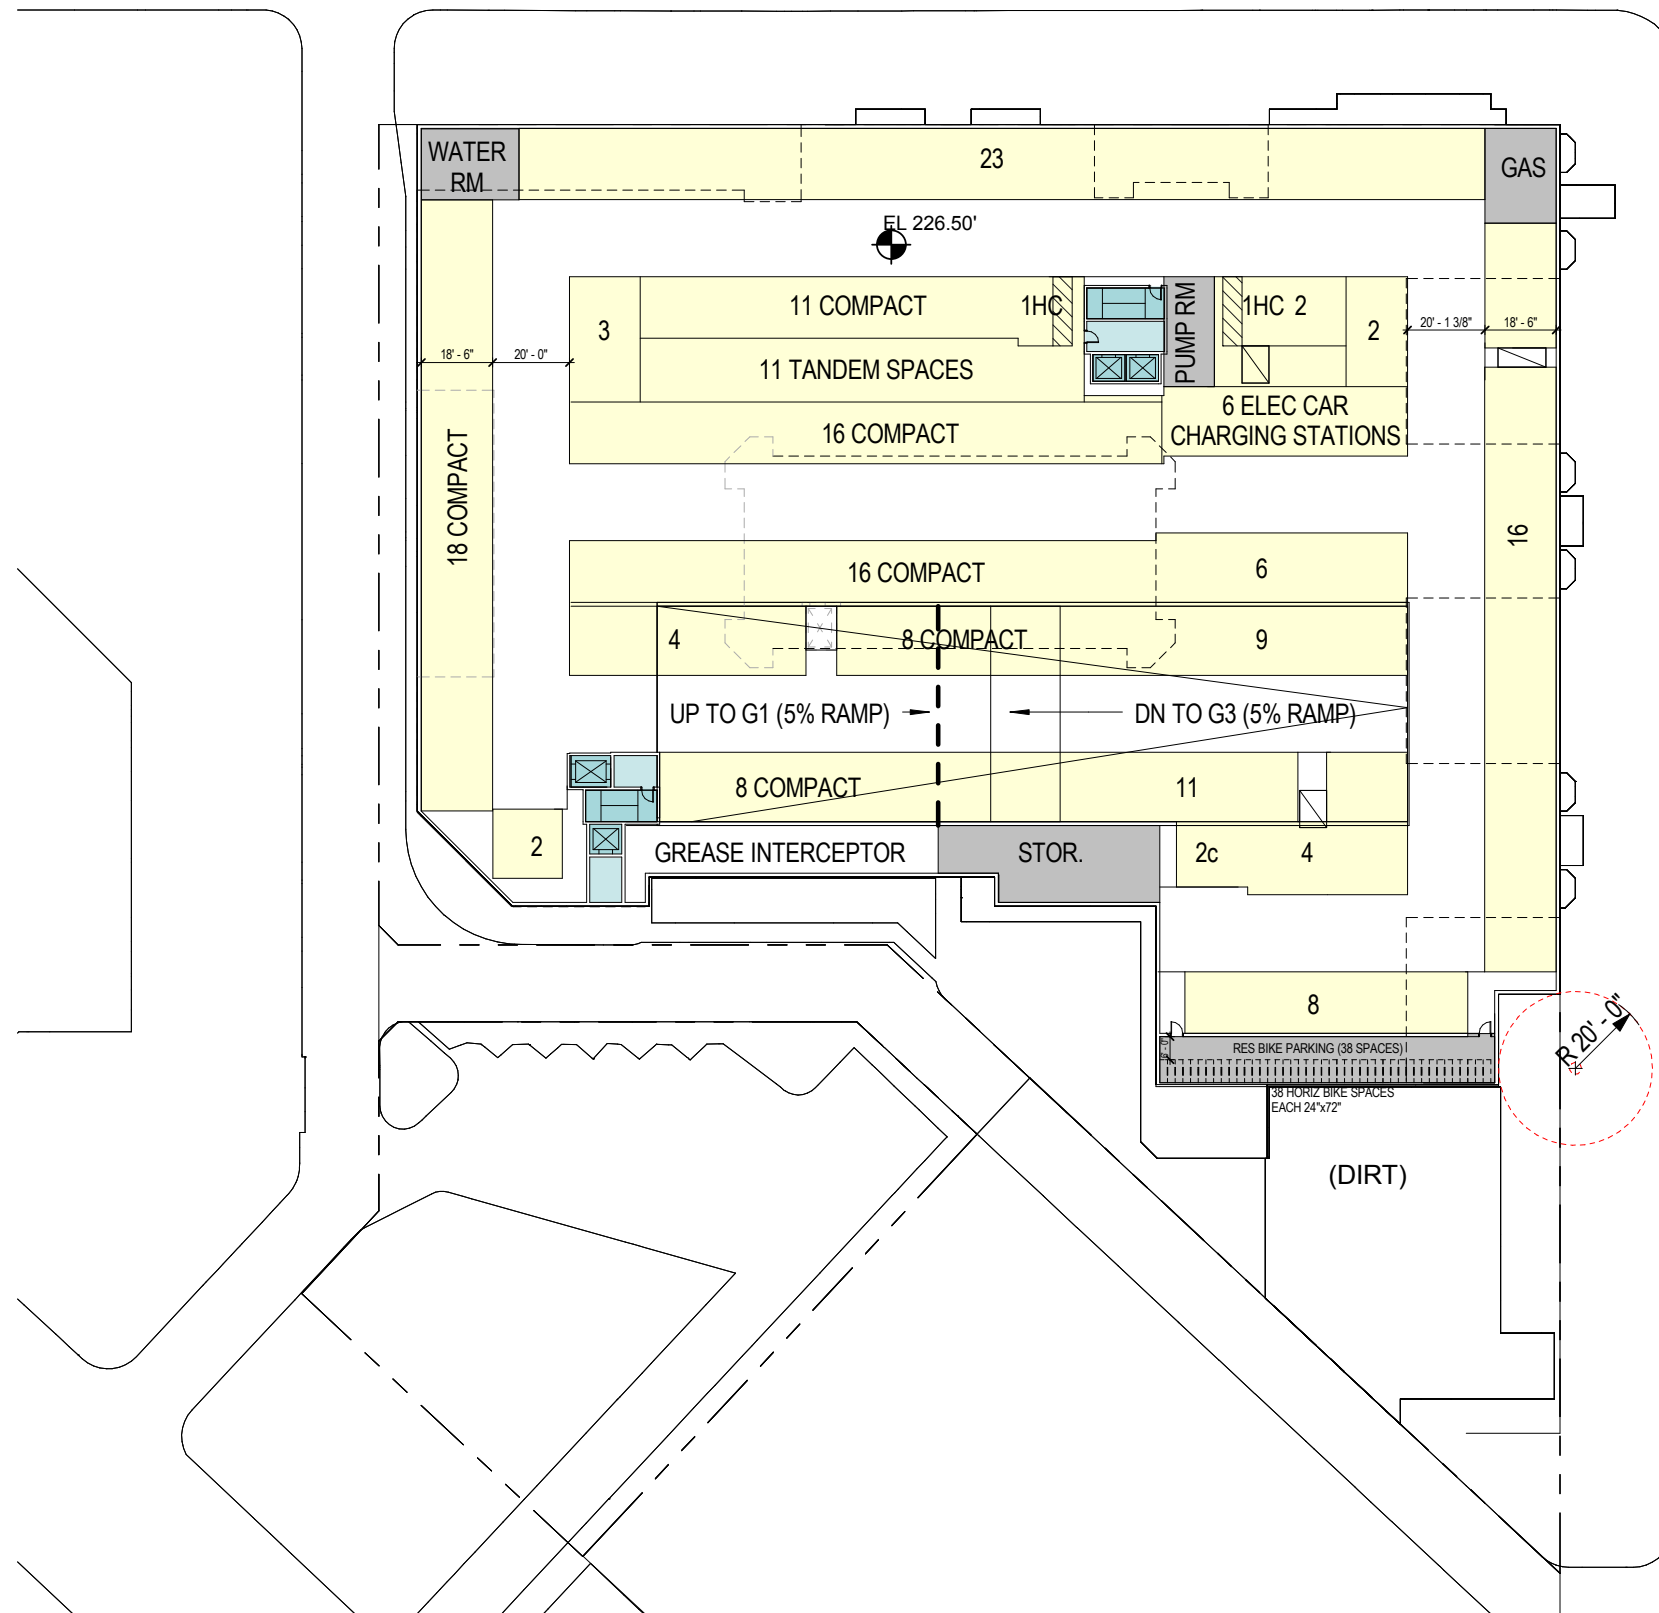 WATER
RM
23
GAS
EL 226.50'
11 COMPACT
1HC
PUMP RM
1HC
2
3
2
18' - 6"
20' - 0"
20' - 1 3/8"
18' - 6"
11 TANDEM SPACES
6 ELEC CAR
CHARGING STATIONS
16 COMPACT
18 COMPACT
16
16 COMPACT
6
4
8 COMPACT
9
UP TO G1 (5% RAMP)
DN TO G3 (5% RAMP)
8 COMPACT
11
2
GREASE INTERCEPTOR
STOR.
2c
4
8
R 20' - 0"
6' - 0"
RES BIKE PARKING (38 SPACES)
38 HORIZ BIKE SPACES
EACH 24"x72"
(DIRT)